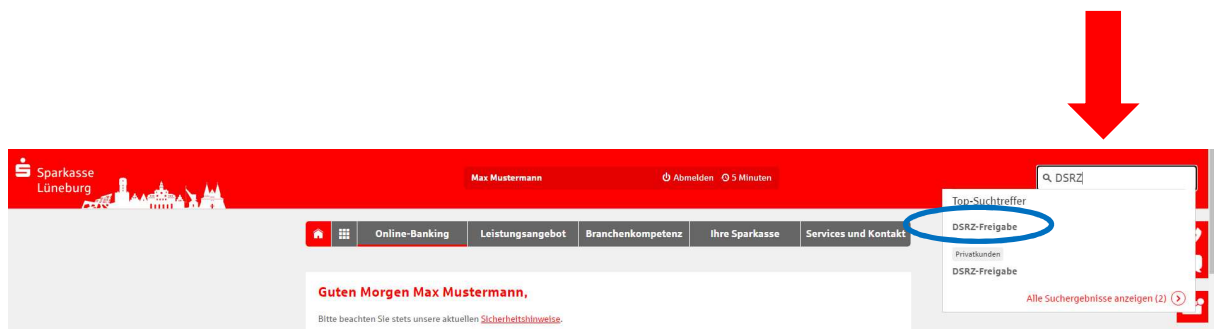 Sparkasse
Lüneburg
Max Mustermann
Abmelden
5 Minuten
DSRZ
Top-Suchtreffer
DSRZ-Freigabe
Privatkunden
DSRZ-Freigabe
Alle Suchergebnisse anzeigen (2)
Online-Banking
Leistungsangebot
Branchenkompetenz
Ihre Sparkasse
Services und Kontakt
Guten Morgen Max Mustermann,
Bitte beachten Sie stets unsere aktuellen Sicherheitshinweise.